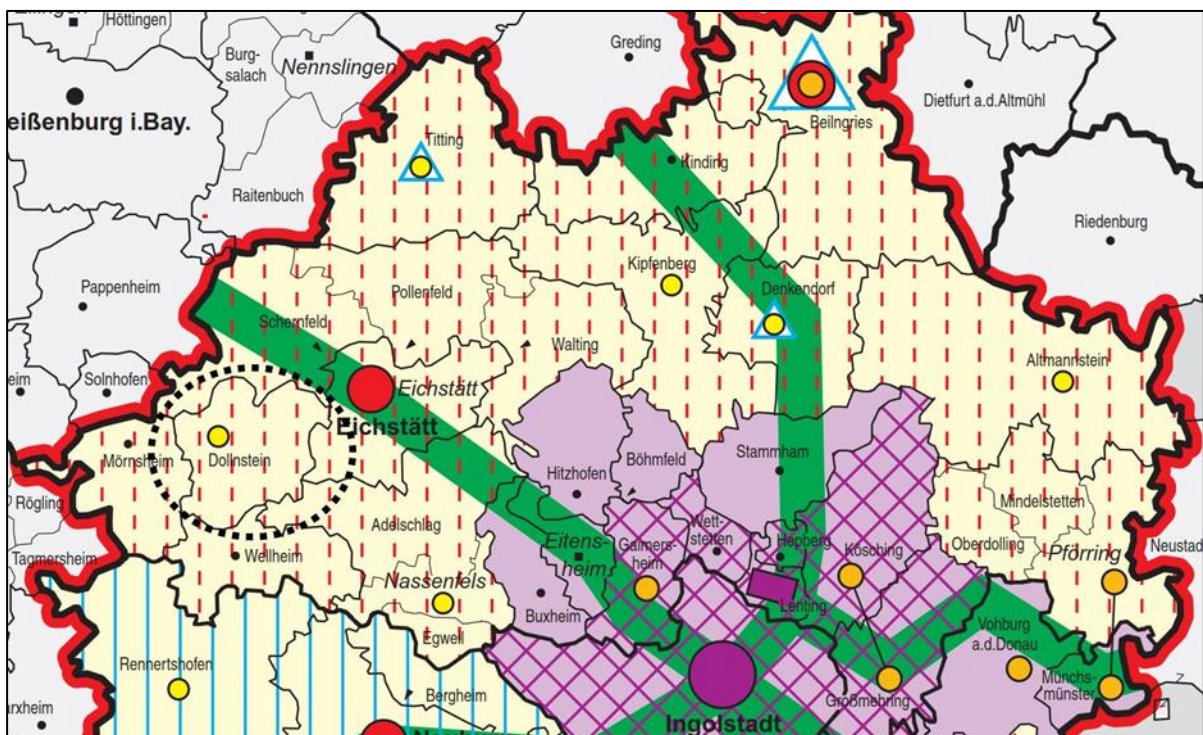 Höttingen
Burg-
salach
Nennslingen
Greding
Dietfurt a.d.Altmühl
Beilngries
eißenburg i.Bay.
Titting
Kinding
Raitenbuch
Riedenburg
Pappenheim
Kipfenberg
Denkendorf
Pollenfeld
Schernfeld
Walting
Altmannstein
eim
Solnhofen
Eichstätt
Eichstätt
Mörnsheim
Dollnstein
Hitzhofen
Böhmfeld
Stammham
Rögling
Mindelstetten
Adelschlag
Wett-
stetten
Hepberg
Kösching
Oberdolling
Pförring
Neustad
Tagmersheim
Wellheim
Eitens-
heim
Gaimers-
heim
Nassenfels
Lenting
Buxheim
Egweil
Vohburg
a.d.Donau
Rennertshofen
Bergheim
Münchs-
münster
Großmehring
arxheim
Ingolstadt